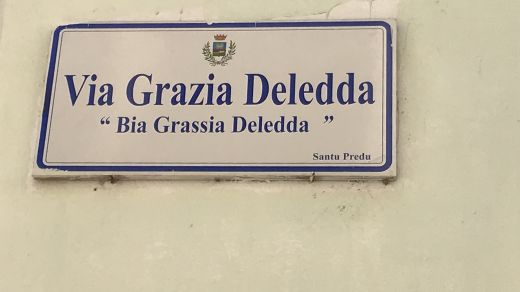 Via Grazia Deledda
“ Bia Grassia Deledda ”
Santu Predu